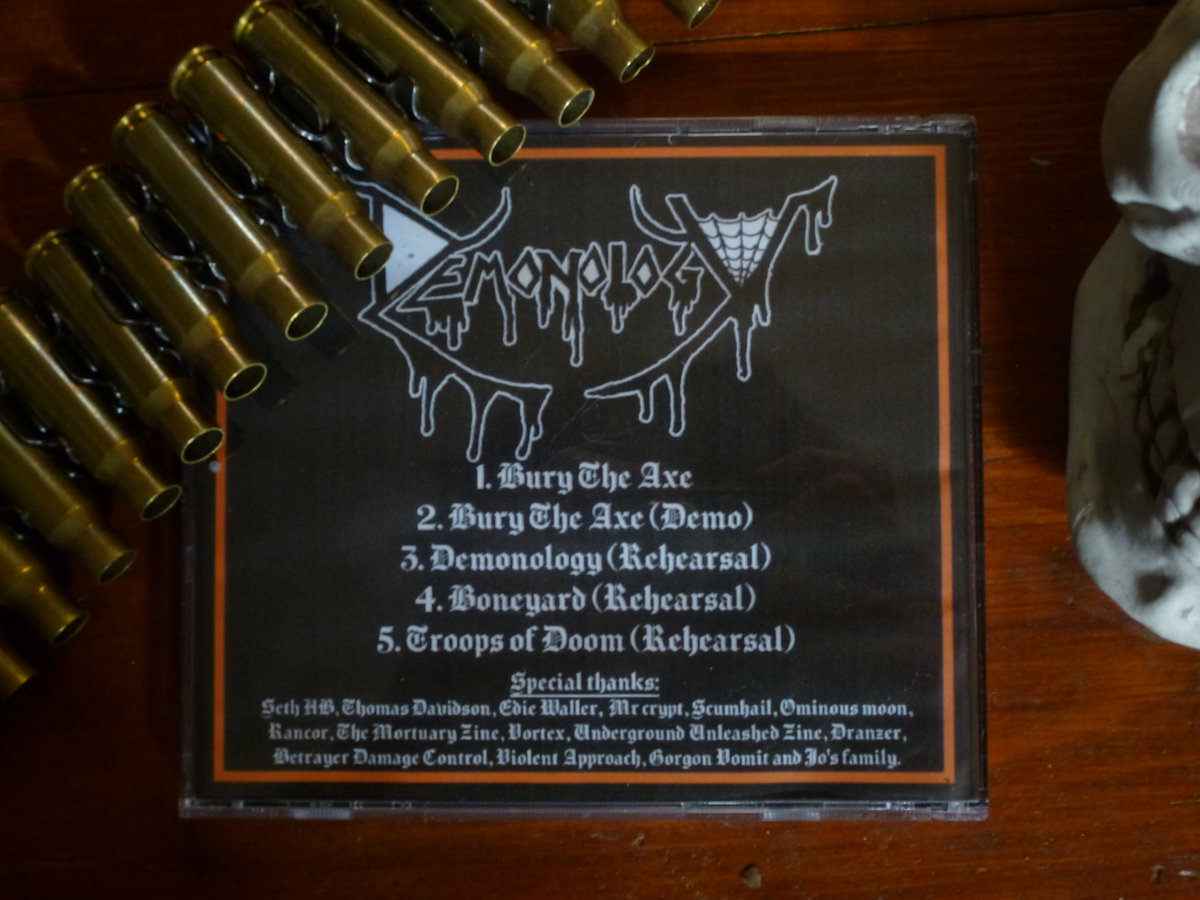 DEMONOLOGY
1. Bury The Axe
2. Bury The Axe (Demo)
3. Demonology (Rehearsal)
4. Boneyard (Rehearsal)
5. Troops of Doom (Rehearsal)
Special thanks:
Seth HB, Thomas Davidson, Edie Waller, Mr crypt, Scumhail, Ominous moon,
Rancor, The Mortuary Zine, Vortex, Underground Unleashed Zine, Dranzer,
Betrayer Damage Control, Violent Approach, Gorgon Vomit and Jo's family.